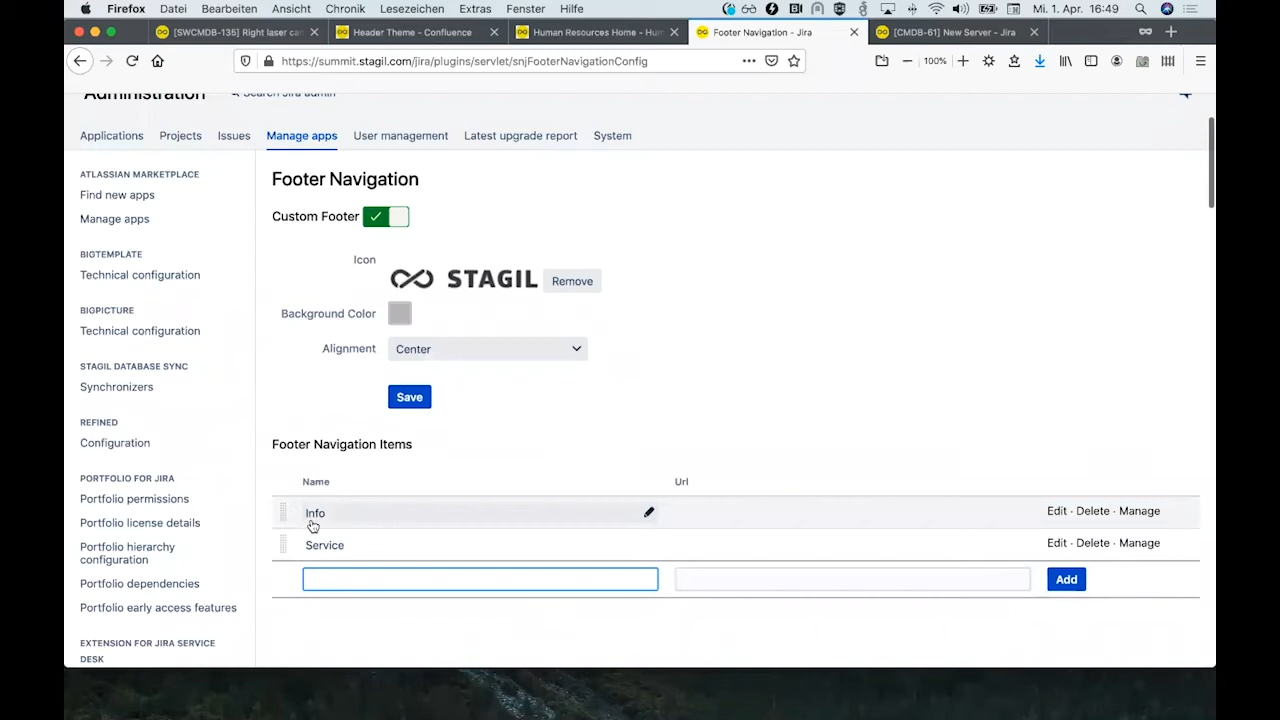 Firefox Datei Bearbeiten Ansicht Chronik Lesezeichen Extras Fenster Hilfe Mi. 1. Apr. 16:49
[SWCMDB-135] Right laser can Header Theme - Confluence Human Resources Home - Hum Footer Navigation - Jira [CMDB-61] New Server - Jira
https://summit.stagil.com/jira/plugins/servlet/snjFooterNavigationConfig 100%
Administration Search Jira admin
Applications Projects Issues Manage apps User management Latest upgrade report System
ATLASSIAN MARKETPLACE
Find new apps
Manage apps
BIGTEMPLATE
Technical configuration
BIGPICTURE
Technical configuration
STAGIL DATABASE SYNC
Synchronizers
REFINED
Configuration
PORTFOLIO FOR JIRA
Portfolio permissions
Portfolio license details
Portfolio hierarchy
configuration
Portfolio dependencies
Portfolio early access features
EXTENSION FOR JIRA SERVICE
DESK
Footer Navigation
Custom Footer
Icon STAGIL Remove
Background Color
Alignment Center
Save
Footer Navigation Items
Name Url
Info Edit · Delete · Manage
Service Edit · Delete · Manage
Add